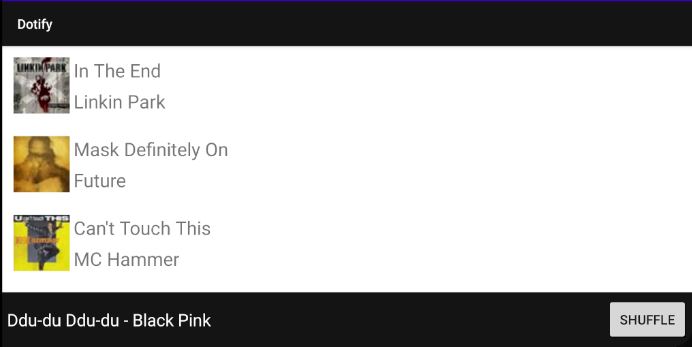 Dotify
LINKIN PARK
In The End
Linkin Park
Mask Definitely On
Future
U can't touch THIS
Can't Touch This
MC Hammer
Ddu-du Ddu-du - Black Pink
SHUFFLE